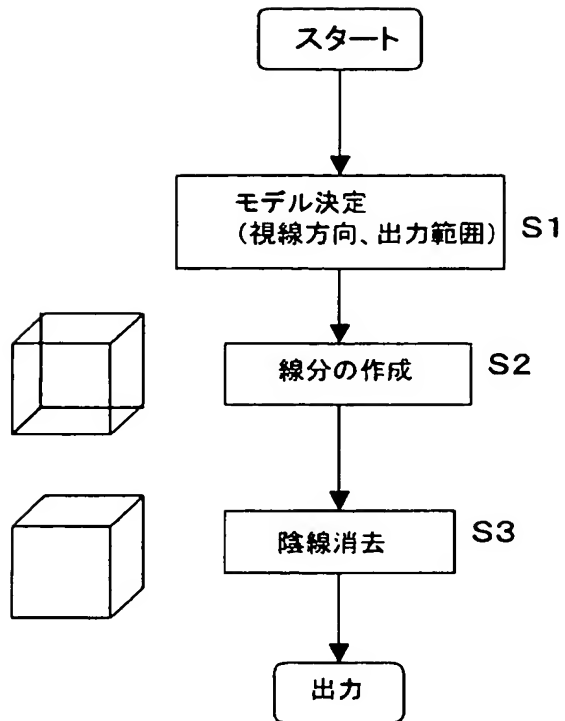 スタート
モデル決定
(視線方向、出力範囲)
S1
線分の作成
S2
陰線消去
S3
出力